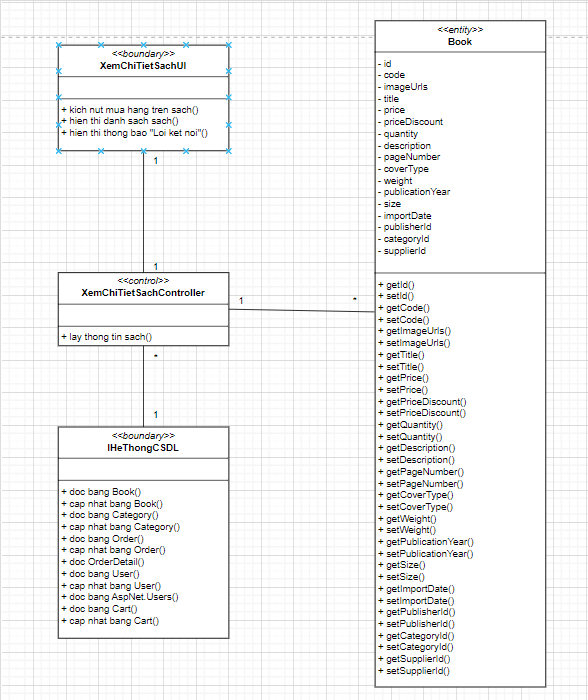 <<boundary>>
XemChiTietSachUI
+ kich nut mua hang tren sach()
+ hien thi danh sach sach()
+ hien thi thong bao "Loi ket noi"()
1
1
<<control>>
XemChiTietSachController
+ lay thong tin sach()
1
*
*
1
<<boundary>>
IHeThongCSDL
+ doc bang Book()
+ cap nhat bang Book()
+ doc bang Category()
+ cap nhat bang Category()
+ doc bang Order()
+ cap nhat bang Order()
+ doc OrderDetail()
+ doc bang User()
+ cap nhat bang User()
+ doc bang AspNet.Users()
+ doc bang Cart()
+ cap nhat bang Cart()
<<entity>>
Book
- id
- code
- imageUrls
- title
- price
- priceDiscount
- quantity
- description
- pageNumber
- coverType
- weight
- publicationYear
- size
- importDate
- publisherId
- categoryId
- supplierId
+ getId()
+ setId()
+ getCode()
+ setCode()
+ getImageUrls()
+ setImageUrls()
+ getTitle()
+ setTitle()
+ getPrice()
+ setPrice()
+ getPriceDiscount()
+ setPriceDiscount()
+ getQuantity()
+ setQuantity()
+ getDescription()
+ setDescription()
+ getPageNumber()
+ setPageNumber()
+ getCoverType()
+ setCoverType()
+ getWeight()
+ setWeight()
+ getPublicationYear()
+ setPublicationYear()
+ getSize()
+ setSize()
+ getImportDate()
+ setImportDate()
+ getPublisherId()
+ setPublisherId()
+ getCategoryId()
+ setCategoryId()
+ getSupplierId()
+ setSupplierId()